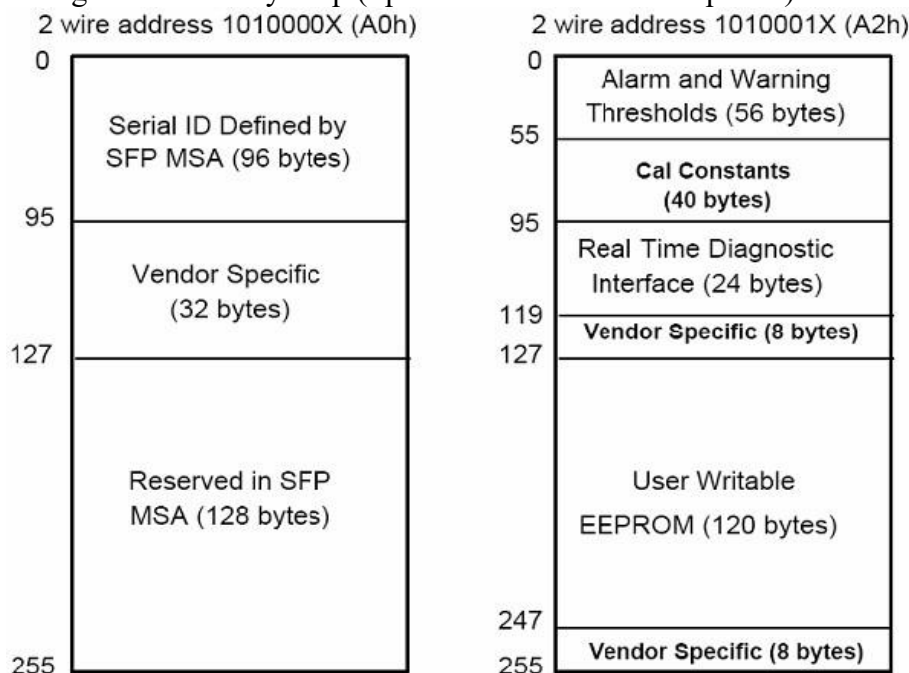 2 wire address 1010000X (A0h)
0
Serial ID Defined by
SFP MSA (96 bytes)
95
Vendor Specific
(32 bytes)
127
Reserved in SFP
MSA (128 bytes)
255
2 wire address 1010001X (A2h)
0
Alarm and Warning
Thresholds (56 bytes)
55
Cal Constants
(40 bytes)
95
Real Time Diagnostic
Interface (24 bytes)
119
Vendor Specific (8 bytes)
127
User Writable
EEPROM (120 bytes)
247
Vendor Specific (8 bytes)
255